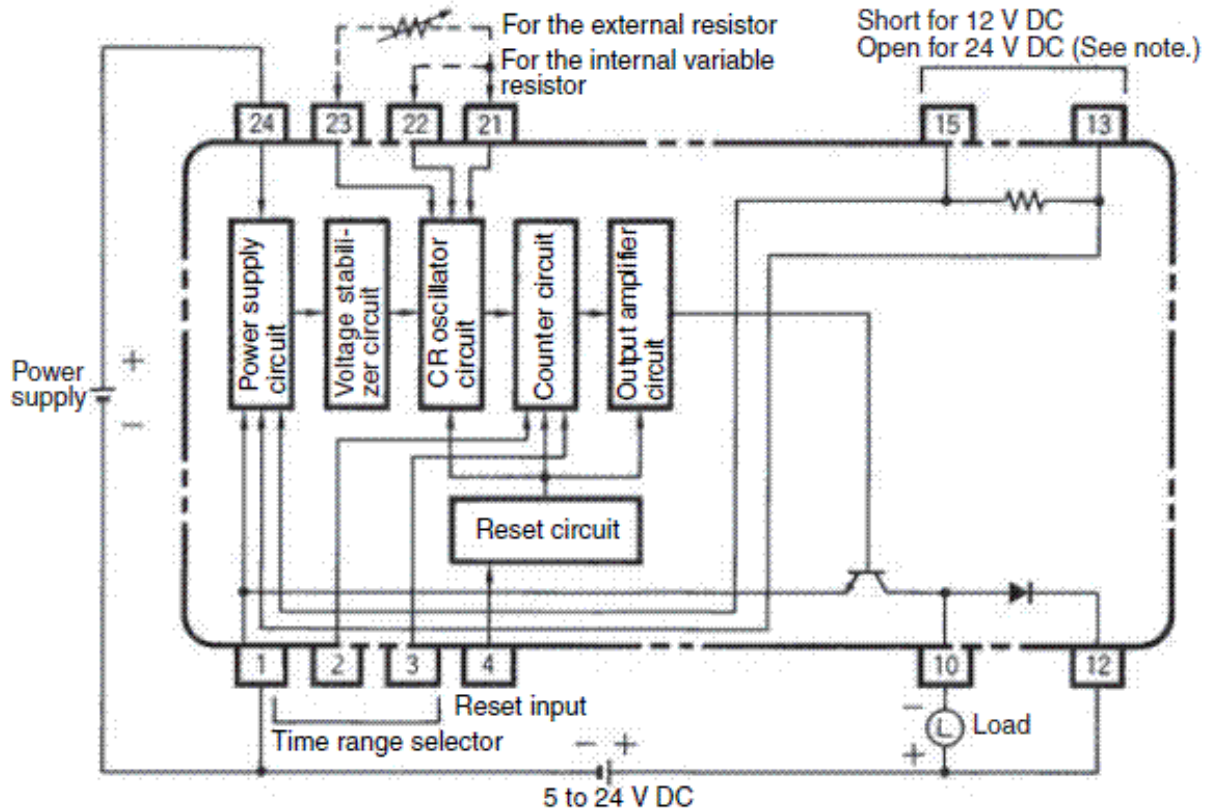 For the external resistor
For the internal variable
resistor
Short for 12 V DC
Open for 24 V DC (See note.)
24
23
22
21
15
13
Power supply
circuit
Voltage stabili-
zer circuit
CR oscillator
circuit
Counter circuit
Output amplifier
circuit
+
Power
supply
−
Reset circuit
1
2
3
4
10
12
Reset input
Time range selector
− +
5 to 24 V DC
−
L
Load
+